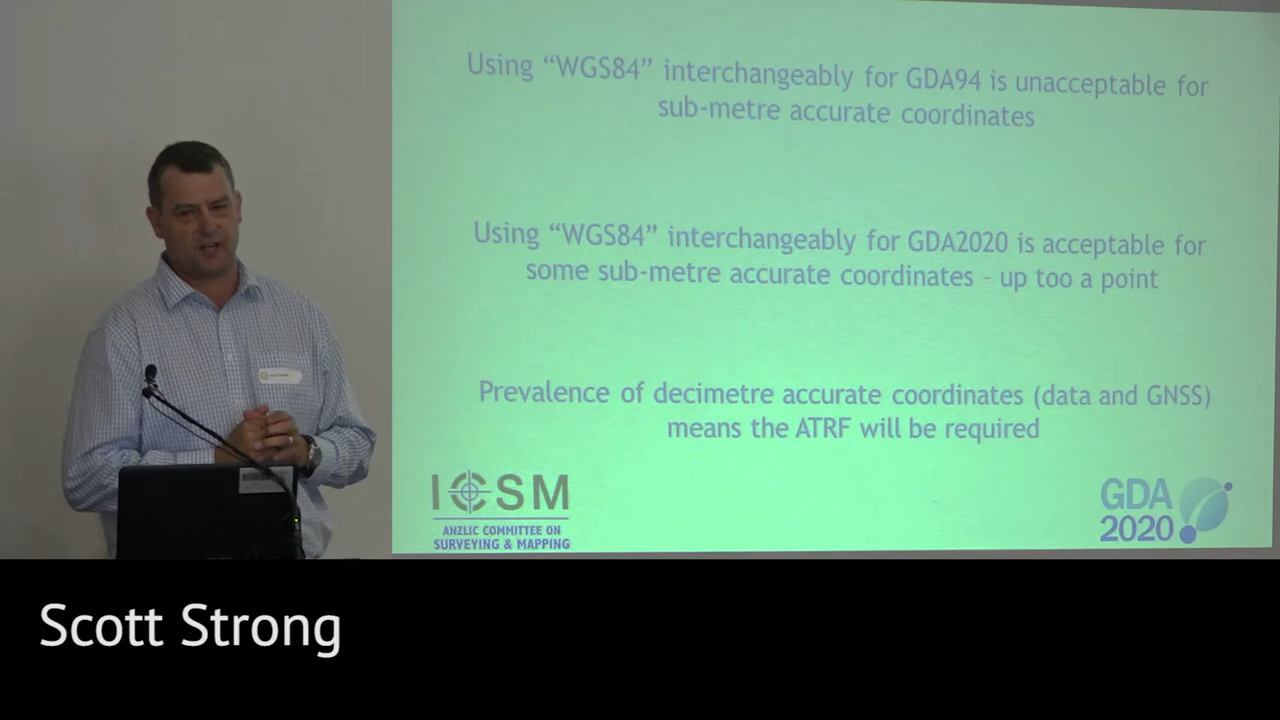 Using “WGS84” interchangeably for GDA94 is unacceptable for
sub-metre accurate coordinates
Using “WGS84” interchangeably for GDA2020 is acceptable for
some sub-metre accurate coordinates - up too a point
Prevalence of decimetre accurate coordinates (data and GNSS)
means the ATRF will be required
ICSM
ANZLIC COMMITTEE ON
SURVEYING & MAPPING
GDA
2020
Scott Strong